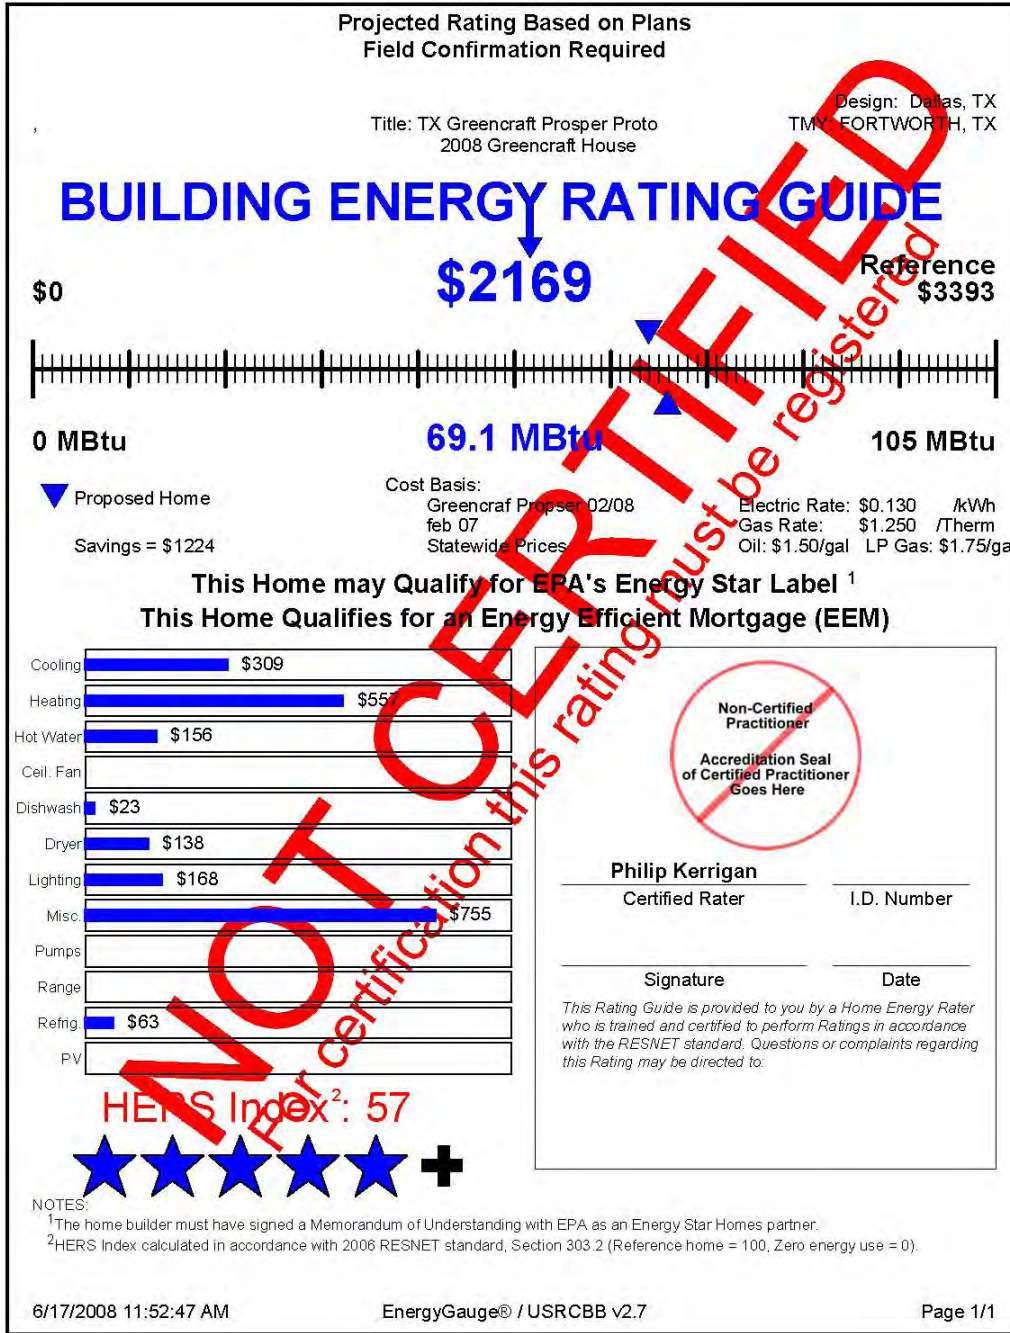 Projected Rating Based on Plans
Field Confirmation Required
Design: Dallas, TX
, Title: TX Greencraft Prosper Proto TMY: FORTWORTH, TX
2008 Greencraft House
BUILDING ENERGY RATING GUIDE
$0 $2169 Reference $3393
0 MBtu 69.1 MBtu 105 MBtu
Proposed Home
Savings = $1224
Cost Basis:
Greencraf Propser 02/08
feb 07
Statewide Prices
Electric Rate: $0.130 /kWh
Gas Rate: $1.250 /Therm
Oil: $1.50/gal LP Gas: $1.75/ga
This Home may Qualify for EPA's Energy Star Label 1
This Home Qualifies for an Energy Efficient Mortgage (EEM)
Cooling $309
Heating $557
Hot Water $156
Ceil. Fan
Dishwash $23
Dryer $138
Lighting $168
Misc. $755
Pumps
Range
Refrig. $63
PV
HERS Index2: 57
Non-Certified
Practitioner
Accreditation Seal
of Certified Practitioner
Goes Here
Philip Kerrigan
Certified Rater I.D. Number
Signature Date
This Rating Guide is provided to you by a Home Energy Rater
who is trained and certified to perform Ratings in accordance
with the RESNET standard. Questions or complaints regarding
this Rating may be directed to:
NOT CERTIFIED
For certification this rating must be registered
NOTES:
1The home builder must have signed a Memorandum of Understanding with EPA as an Energy Star Homes partner.
2HERS Index calculated in accordance with 2006 RESNET standard, Section 303.2 (Reference home = 100, Zero energy use = 0).
6/17/2008 11:52:47 AM EnergyGauge® / USRCBB v2.7 Page 1/1